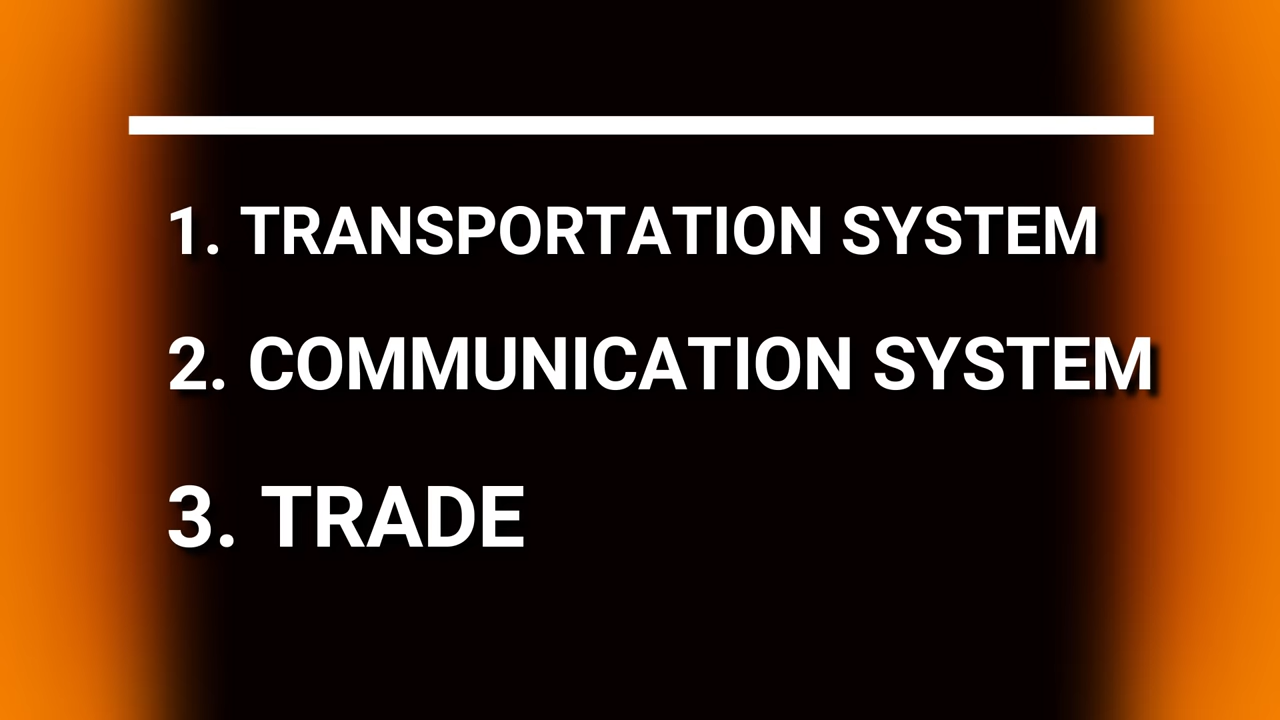 1. TRANSPORTATION SYSTEM
2. COMMUNICATION SYSTEM
3. TRADE